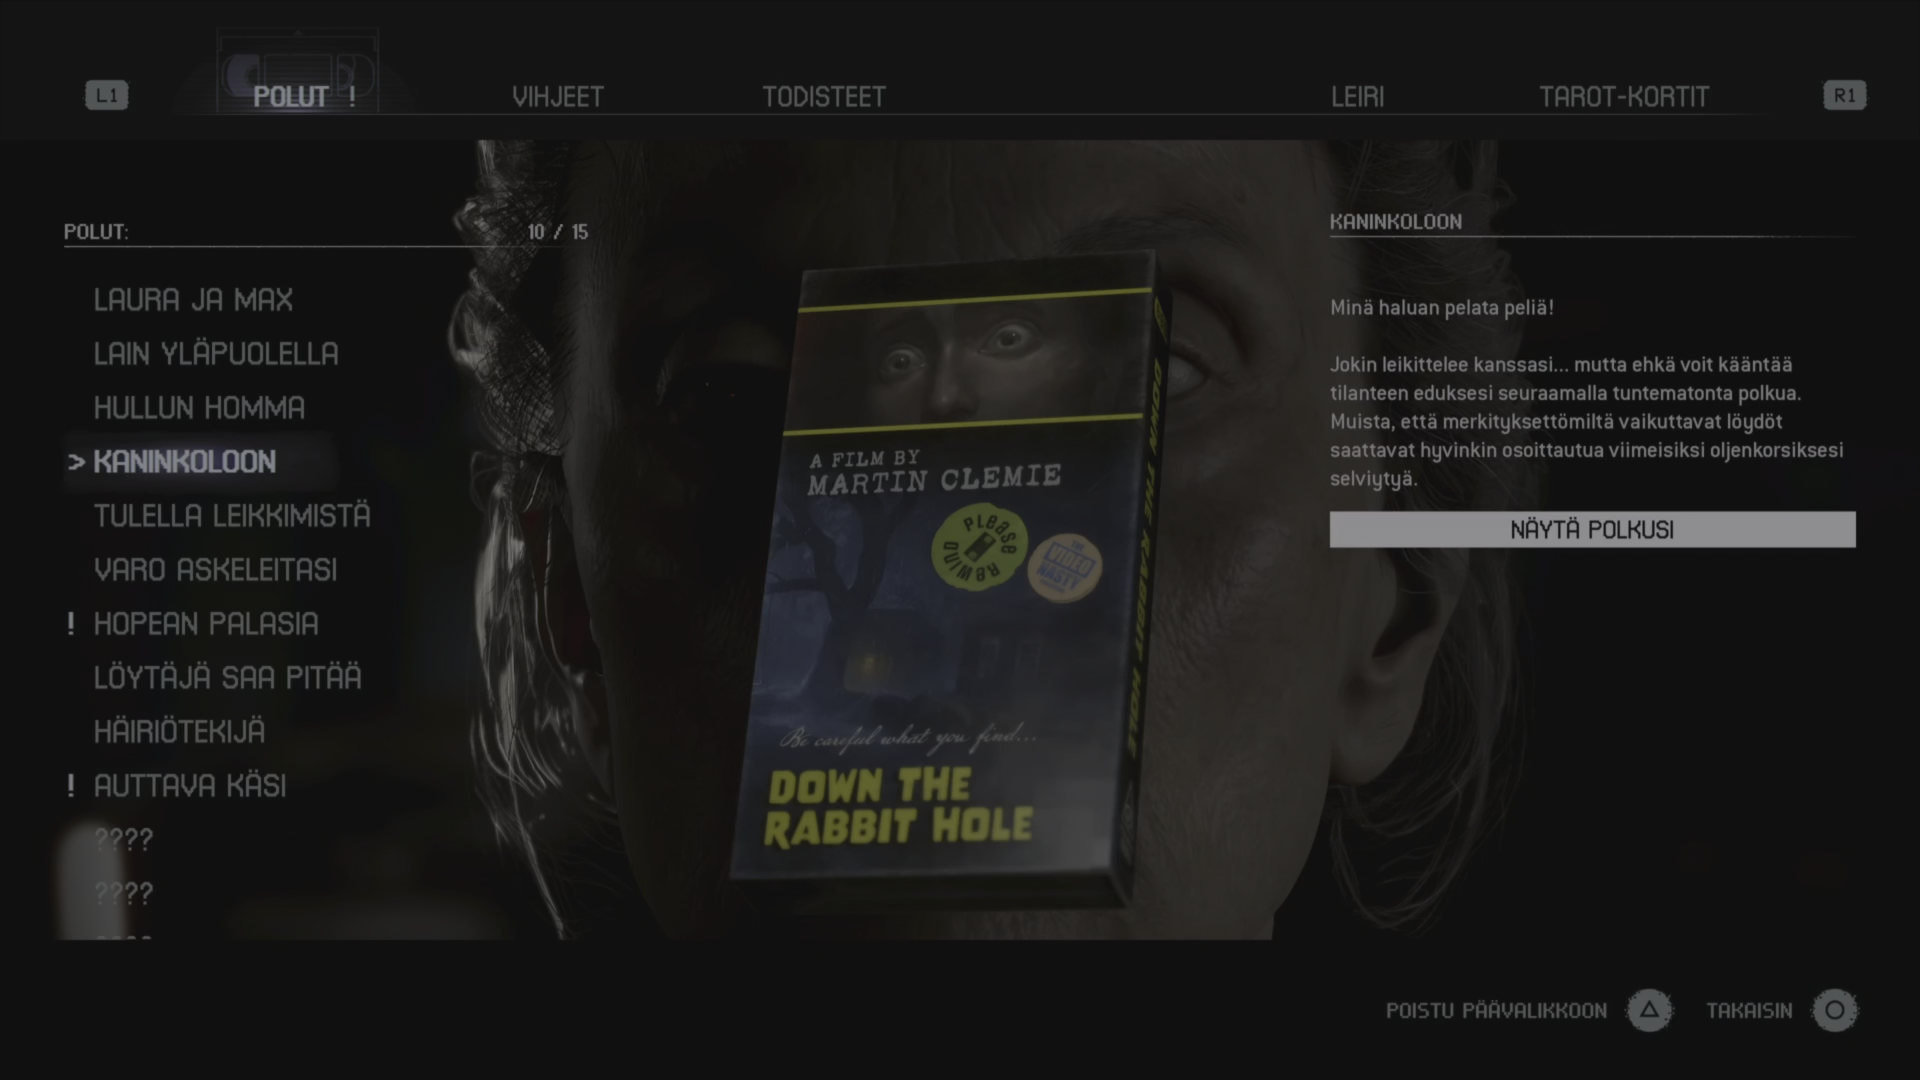 L1
POLUT !
VIHJEET
TODISTEET
LEIRI
TAROT-KORTIT
R1
POLUT: 10 / 15
LAURA JA MAX
LAIN YLÄPUOLELLA
HULLUN HOMMA
> KANINKOLOON
TULELLA LEIKKIMISTÄ
VARO ASKELEITASI
! HOPEAN PALASIA
LÖYTÄJÄ SAA PITÄÄ
HÄIRIÖTEKIJÄ
! AUTTAVA KÄSI
????
????
A FILM BY
MARTIN CLEMIE
PLEASE REWIND
THE
VIDEO
NASTY
Be careful what you find...
DOWN THE
RABBIT HOLE
DOWN THE RABBIT HOLE
KANINKOLOON
Minä haluan pelata peliä!
Jokin leikittelee kanssasi... mutta ehkä voit kääntää
tilanteen eduksesi seuraamalla tuntematonta polkua.
Muista, että merkityksettömiltä vaikuttavat löydöt
saattavat hyvinkin osoittautua viimeisiksi oljenkorsiksesi
selviytyä.
NÄYTÄ POLKUSI
POISTU PÄÄVALIKKOON
TAKAISIN